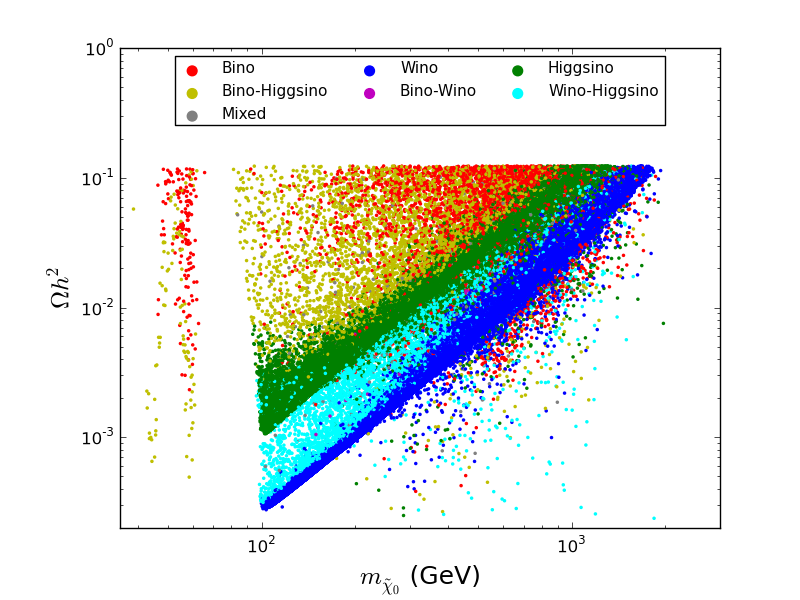 10^0
Bino Wino Higgsino
Bino-Higgsino Bino-Wino Wino-Higgsino
Mixed
10^-1
Ωh^2
10^-2
10^-3
10^2 10^3
m_χ̃_0 (GeV)